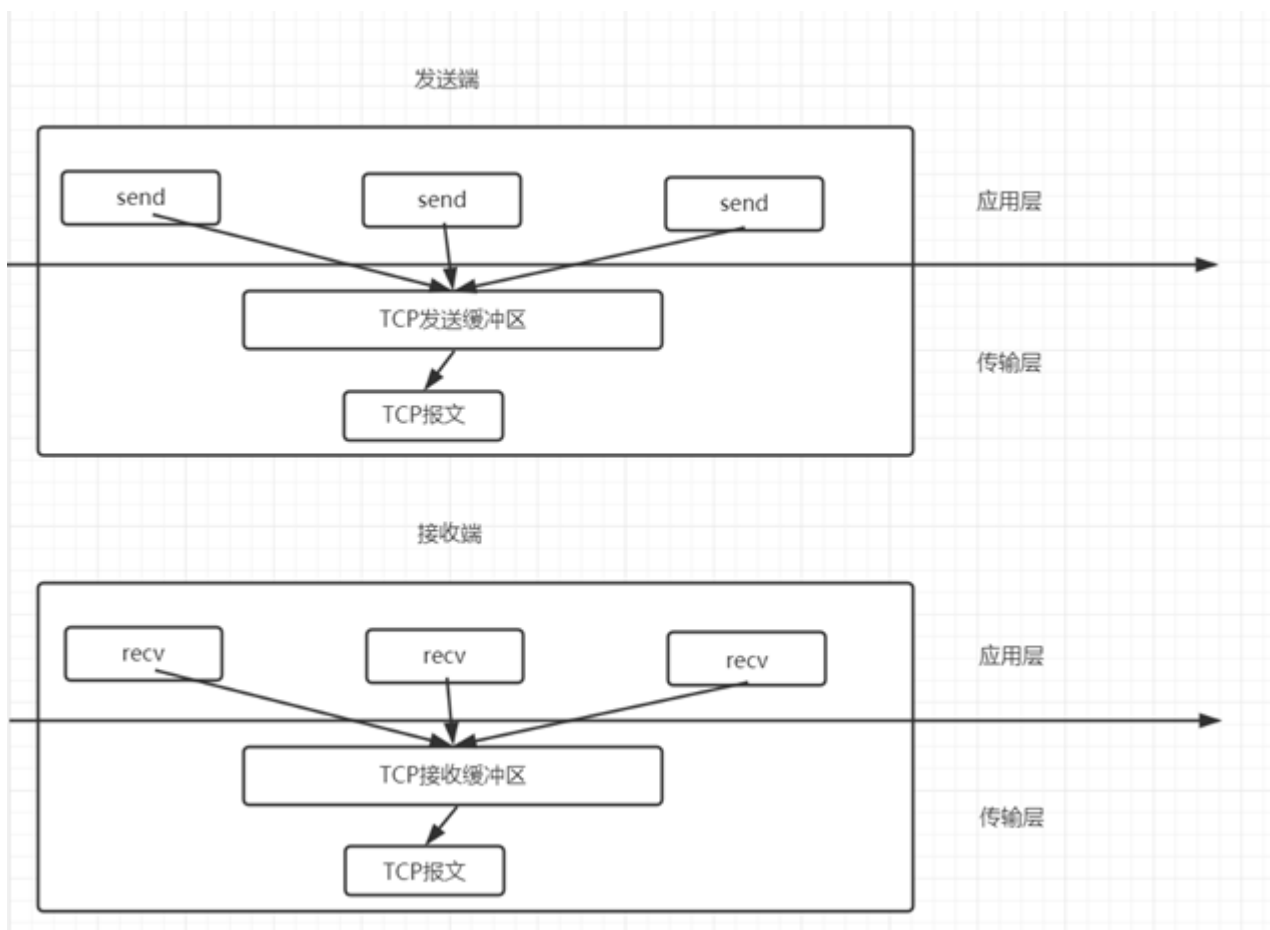 发送端
send
send
send
应用层
TCP发送缓冲区
传输层
TCP报文
接收端
recv
recv
recv
应用层
TCP接收缓冲区
传输层
TCP报文